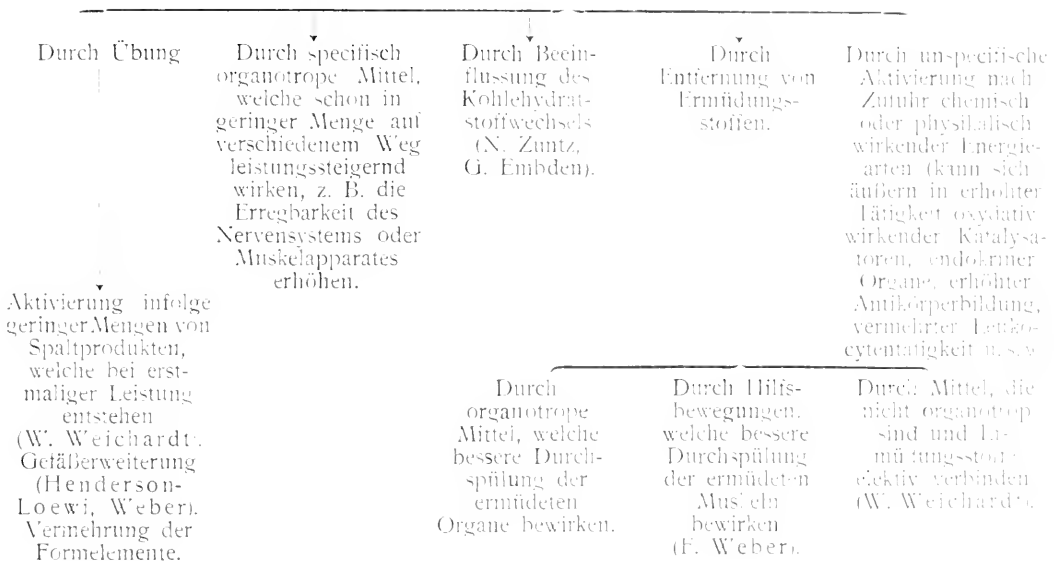 Durch Übung
Durch specifisch
organotrope Mittel,
welche schon in
geringer Menge auf
verschiedenem Weg
leistungssteigernd
wirken, z. B. die
Erregbarkeit des
Nervensystems oder
Muskelapparates
erhöhen.
Durch Beein-
flussung des
Kohlehydrat-
stoffwechsels
(N. Zuntz,
G. Embden).
Durch
Entfernung von
Ermüdungs-
stoffen.
Durch unspecifische
Aktivierung nach
Zufuhr chemisch
oder physikalisch
wirkender Energie-
arten (kann sich
äußern in erhöhter
Tätigkeit oxydativ
wirkender Katalysa-
toren, endokriner
Organe, erhöhter
Antikörperbildung,
vermehrter Leuko-
cytentätigkeit u. s. w.
Aktivierung infolge
geringer Mengen von
Spaltprodukten,
welche bei erst-
maliger Leistung
entstehen
(W. Weichardt).
Gefäßerweiterung
(Henderson-
Loewi, Weber).
Vermehrung der
Formelemente.
Durch
organotrope
Mittel, welche
bessere Durch-
spülung der
ermüdeten
Organe bewirken.
Durch Hilfs-
bewegungen,
welche bessere
Durchspülung
der ermüdeten
Muskeln
bewirken
(F. Weber).
Durch Mittel, die
nicht organotrop
sind und Er-
müdungsstoffe
elektiv verbinden
(W. Weichardt).